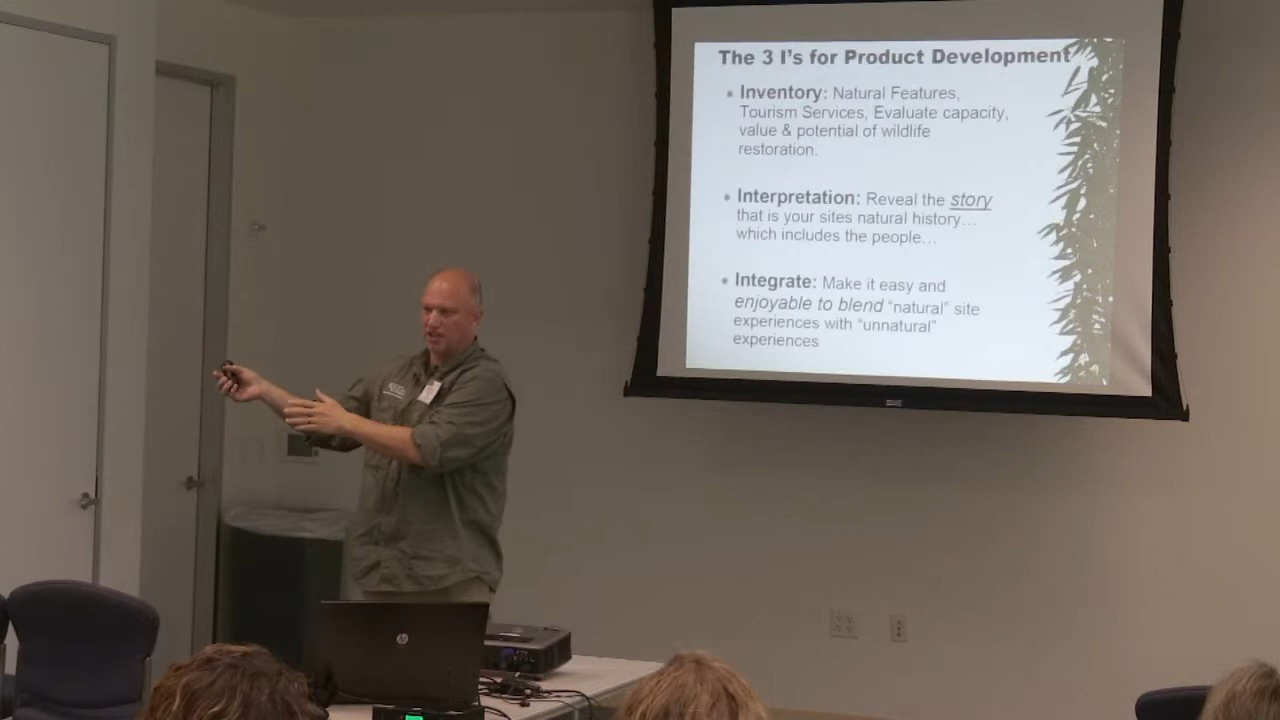 The 3 I's for Product Development
• Inventory: Natural Features,
Tourism Services, Evaluate capacity,
value & potential of wildlife
restoration.
• Interpretation: Reveal the story
that is your sites natural history…
which includes the people…
• Integrate: Make it easy and
enjoyable to blend “natural” site
experiences with “unnatural”
experiences
hp